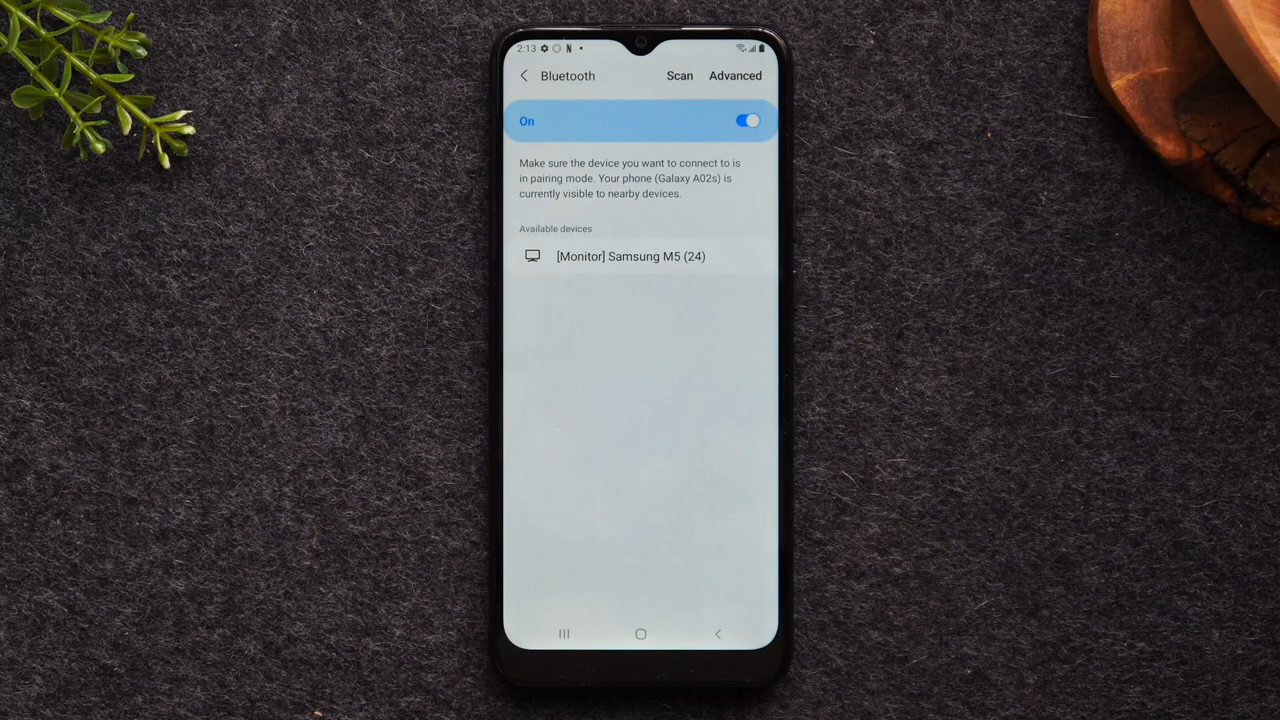 2:13 N
Bluetooth Scan Advanced
On
Make sure the device you want to connect to is
in pairing mode. Your phone (Galaxy A02s) is
currently visible to nearby devices.
Available devices
[Monitor] Samsung M5 (24)